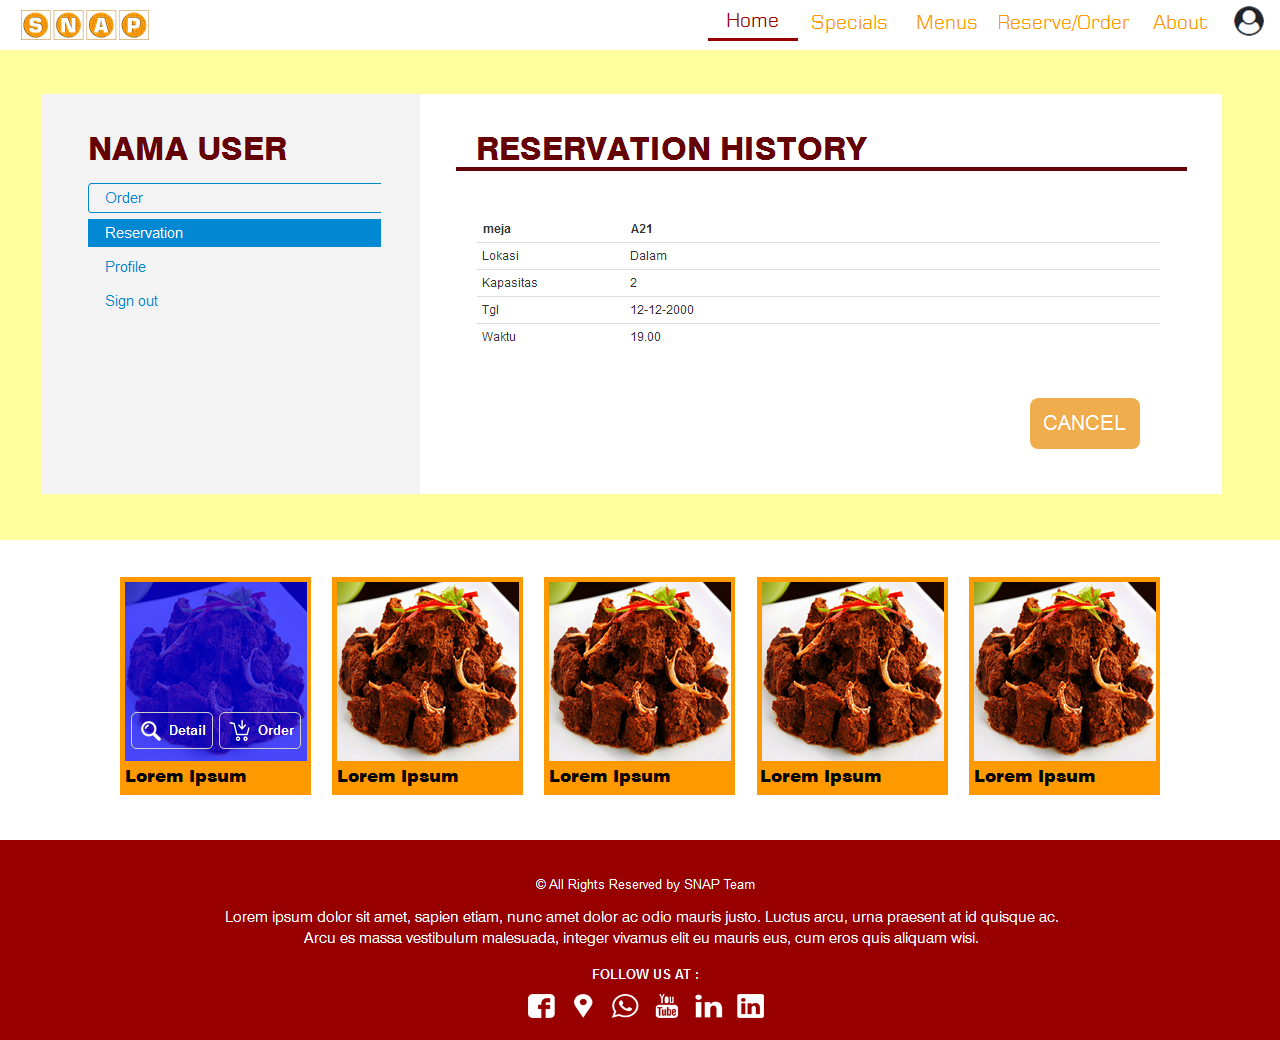 SNAP
Home Specials Menus Reserve/Order About
NAMA USER
Order
Reservation
Profile
Sign out
RESERVATION HISTORY
meja A21
Lokasi Dalam
Kapasitas 2
Tgl 12-12-2000
Waktu 19.00
CANCEL
Detail Order
Lorem Ipsum Lorem Ipsum Lorem Ipsum Lorem Ipsum Lorem Ipsum
© All Rights Reserved by SNAP Team
Lorem ipsum dolor sit amet, sapien etiam, nunc amet dolor ac odio mauris justo. Luctus arcu, urna praesent at id quisque ac.
Arcu es massa vestibulum malesuada, integer vivamus elit eu mauris eus, cum eros quis aliquam wisi.
FOLLOW US AT :
You
Tube
in in